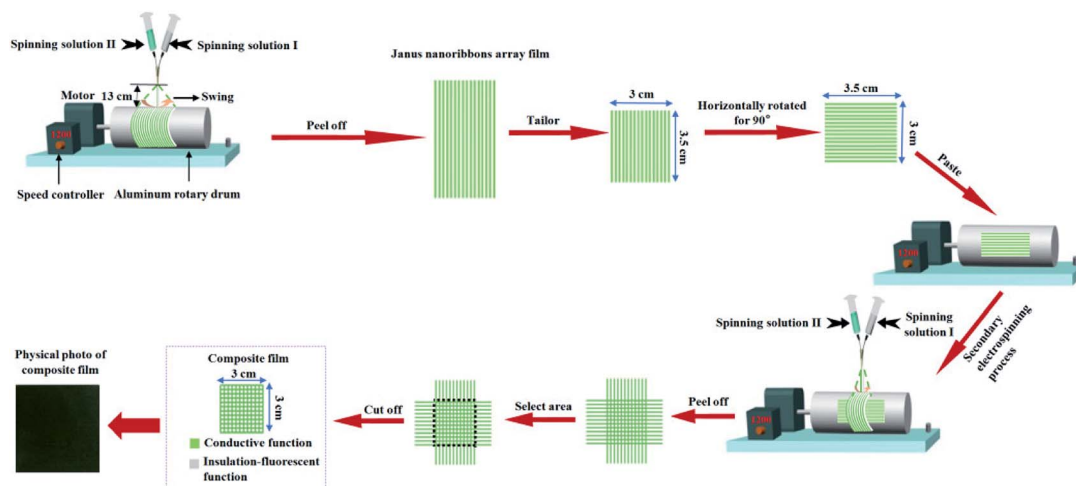 Spinning solution II
Spinning solution I
Motor
13 cm
Swing
1200
Speed controller
Aluminum rotary drum
Peel off
Janus nanoribbons array film
Tailor
3 cm
3.5 cm
Horizontally rotated
for 90°
3.5 cm
3 cm
Paste
1200
Secondary
electrospinning
process
Spinning solution II
Spinning
solution I
1200
Peel off
Select area
Cut off
Composite film
3 cm
3 cm
Conductive function
Insulation-fluorescent
function
Physical photo of
composite film